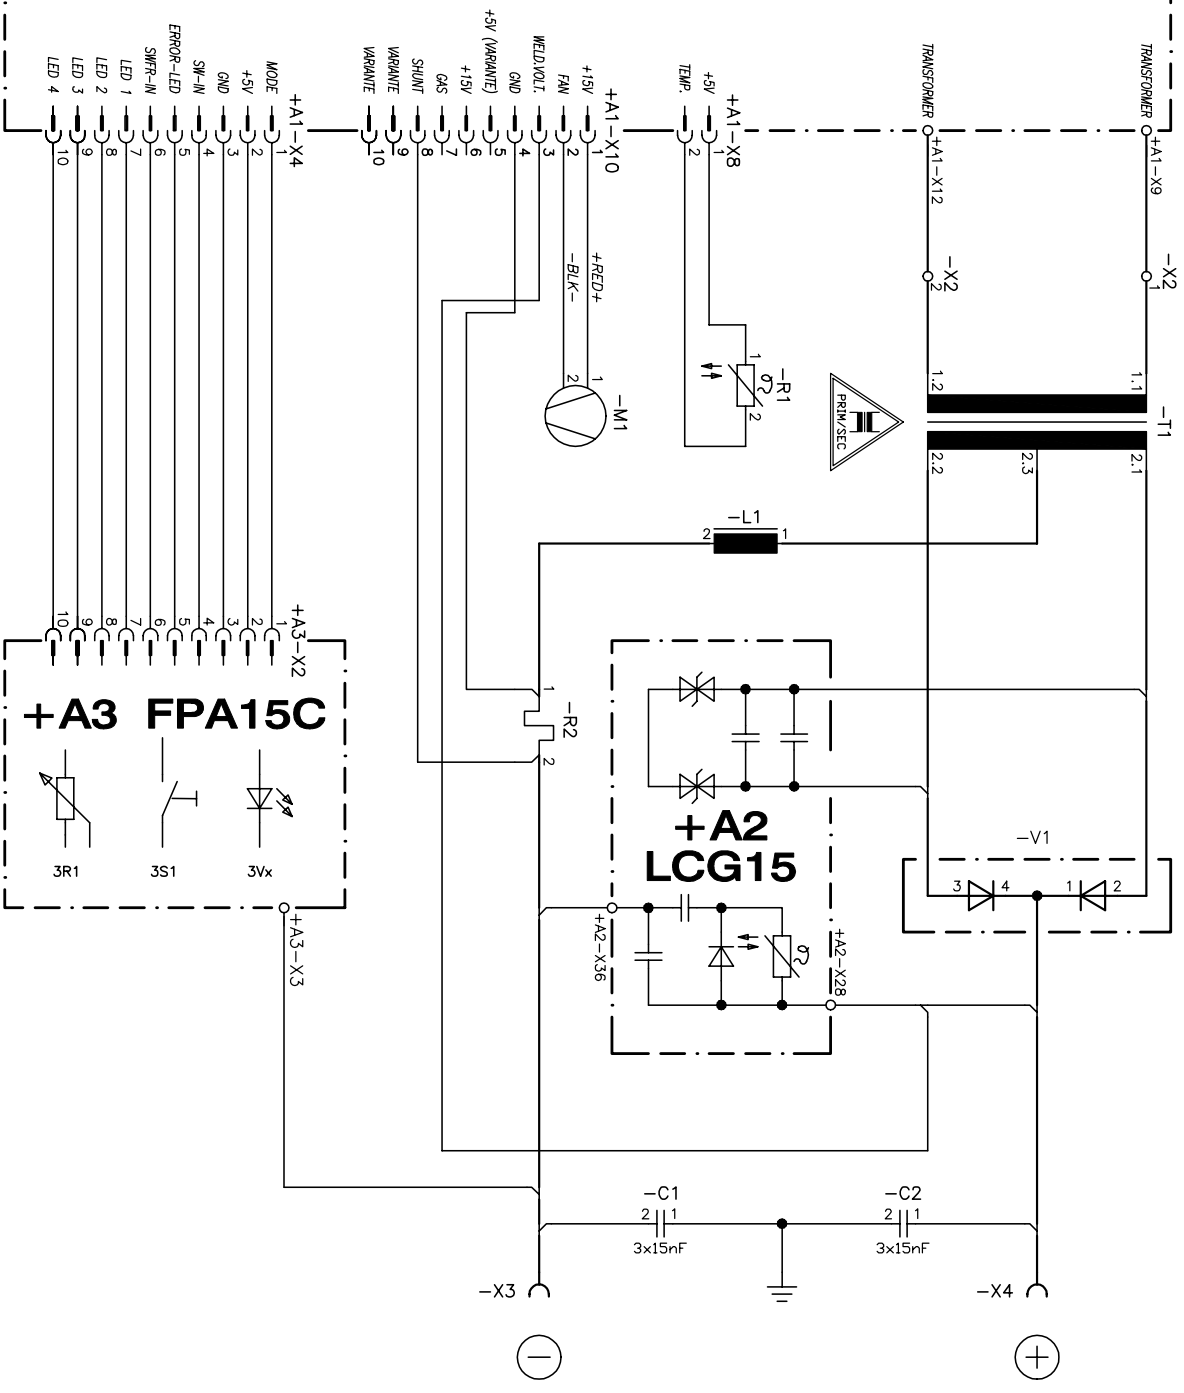 LED 4
LED 3
LED 2
LED 1
SWFR-IN
ERROR-LED
SW-IN
GND
+5V
MODE
+A1-X4
10
9
8
7
6
5
4
3
2
1
VARIANTE
VARIANTE
SHUNT
GAS
+15V
+5V (VARIANTE)
GND
WELD.VOLT.
FAN
+15V
+A1-X10
10
9
8
7
6
5
4
3
2
1
TEMP.
+5V
+A1-X8
2
1
TRANSFORMER
TRANSFORMER
+A1-X12
+A1-X9
-X2
2
-X2
1
+RED+
-BLK-
2
1
-M1
1
-R1
2
PRIM/SEC
1.2
1.1
-T1
2.2
2.3
2.1
-L1
2
1
+A3-X2
10
9
8
7
6
5
4
3
2
1
+A3 FPA15C
3R1
3S1
3Vx
+A3-X3
1
-R2
2
+A2
LCG15
+A2-X36
+A2-X28
-V1
3
4
1
2
-C1
2
1
3x15nF
-C2
2
1
3x15nF
-X3
-X4
−
+